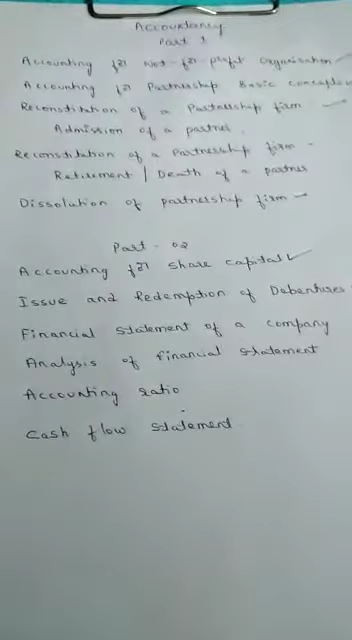 Accountancy
Part 1
Accounting for Not-for-profit Organisation
Accounting for Partnership Basic concept
Reconstitution of a Partnership firm
Admission of a partner
Reconstitution of a Partnership firm
Retirement / Death of a partner
Dissolution of partnership firm
Part - 02
Accounting for share capital
Issue and Redemption of Debentures
Financial statement of a company
Analysis of financial statement
Accounting ratio
Cash flow statement